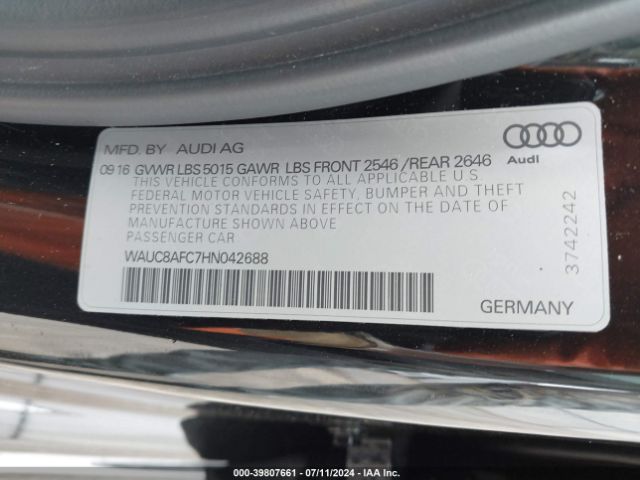 MFD. BY AUDI AG
Audi
09 16 GVWR LBS 5015 GAWR LBS FRONT 2546 /REAR 2646
THIS VEHICLE CONFORMS TO ALL APPLICABLE U.S.
FEDERAL MOTOR VEHICLE SAFETY, BUMPER AND THEFT
PREVENTION STANDARDS IN EFFECT ON THE DATE OF
MANUFACTURE SHOWN ABOVE
PASSENGER CAR
WAUC8AFC7HN042688
3742242
GERMANY
000-39807661 - 07/11/2024 - IAA Inc.